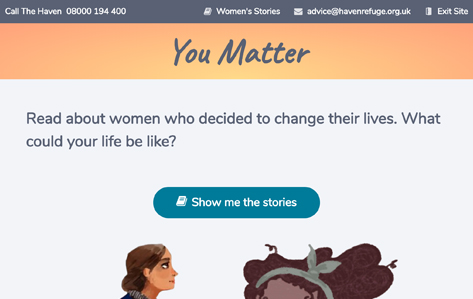 Call The Haven 08000 194 400
Women's Stories
advice@havenrefuge.org.uk
Exit Site
You Matter
Read about women who decided to change their lives. What
could your life be like?
Show me the stories